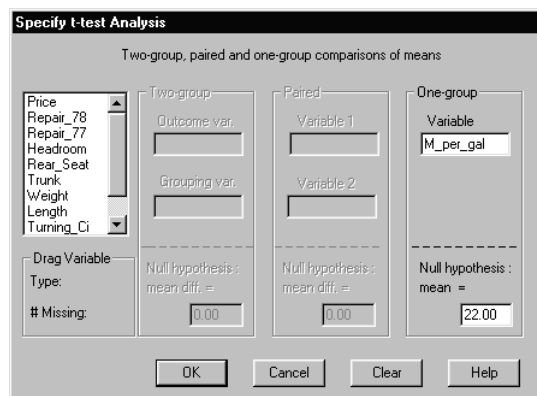 Specify t-test Analysis
Two-group, paired and one-group comparisons of means
Price
Repair_78
Repair_77
Headroom
Rear_Seat
Trunk
Weight
Length
Turning_Ci
Drag Variable
Type:
# Missing:
Two-group
Outcome var.
Grouping var.
Null hypothesis :
mean diff. =
0.00
Paired
Variable 1
Variable 2
Null hypothesis :
mean diff. =
0.00
One-group
Variable
M_per_gal
Null hypothesis :
mean =
22.00
OK
Cancel
Clear
Help